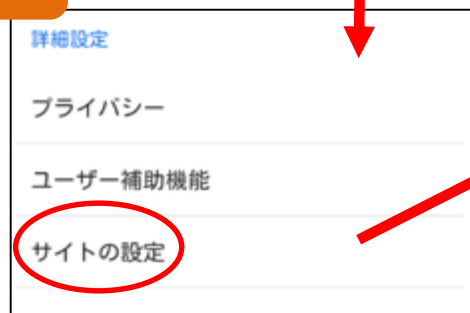 詳細設定
プライバシー
ユーザー補助機能
サイトの設定